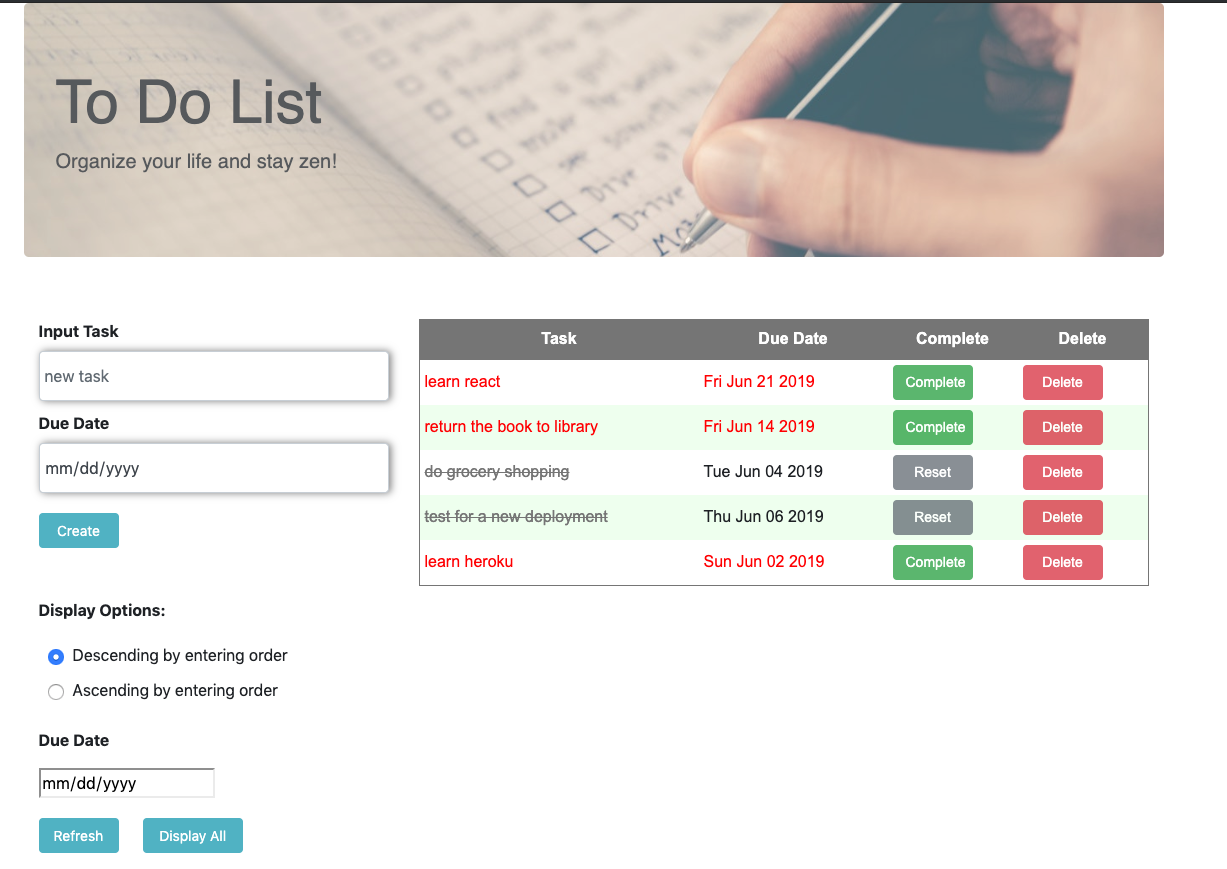 To Do List
Organize your life and stay zen!
Drive
Drive
Input Task
new task
Due Date
mm/dd/yyyy
Create
Display Options:
Descending by entering order
Ascending by entering order
Due Date
mm/dd/yyyy
Refresh Display All
Task Due Date Complete Delete
learn react Fri Jun 21 2019 Complete Delete
return the book to library Fri Jun 14 2019 Complete Delete
do grocery shopping Tue Jun 04 2019 Reset Delete
test for a new deployment Thu Jun 06 2019 Reset Delete
learn heroku Sun Jun 02 2019 Complete Delete